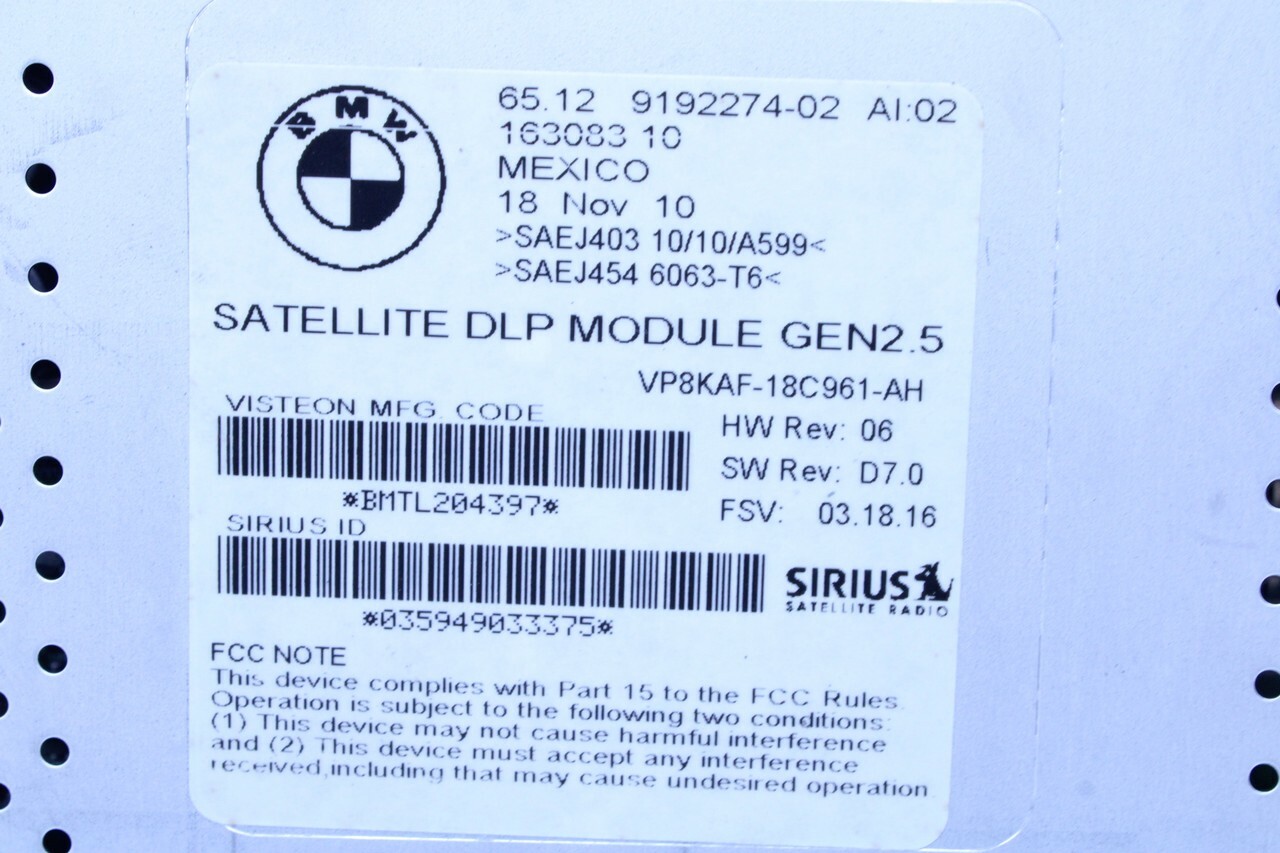 BMW
65.12 9192274-02 AI:02
163083 10
MEXICO
18 Nov 10
>SAEJ403 10/10/A599<
>SAEJ454 6063-T6<
SATELLITE DLP MODULE GEN2.5
VP8KAF-18C961-AH
VISTEON MFG. CODE
HW Rev: 06
SW Rev: D7.0
*BMTL204397*
FSV: 03.18.16
SIRIUS ID
*035949033375*
SIRIUS
SATELLITE RADIO
FCC NOTE
This device complies with Part 15 to the FCC Rules.
Operation is subject to the following two conditions:
(1) This device may not cause harmful interference
and (2) This device must accept any interference
received,including that may cause undesired operation.